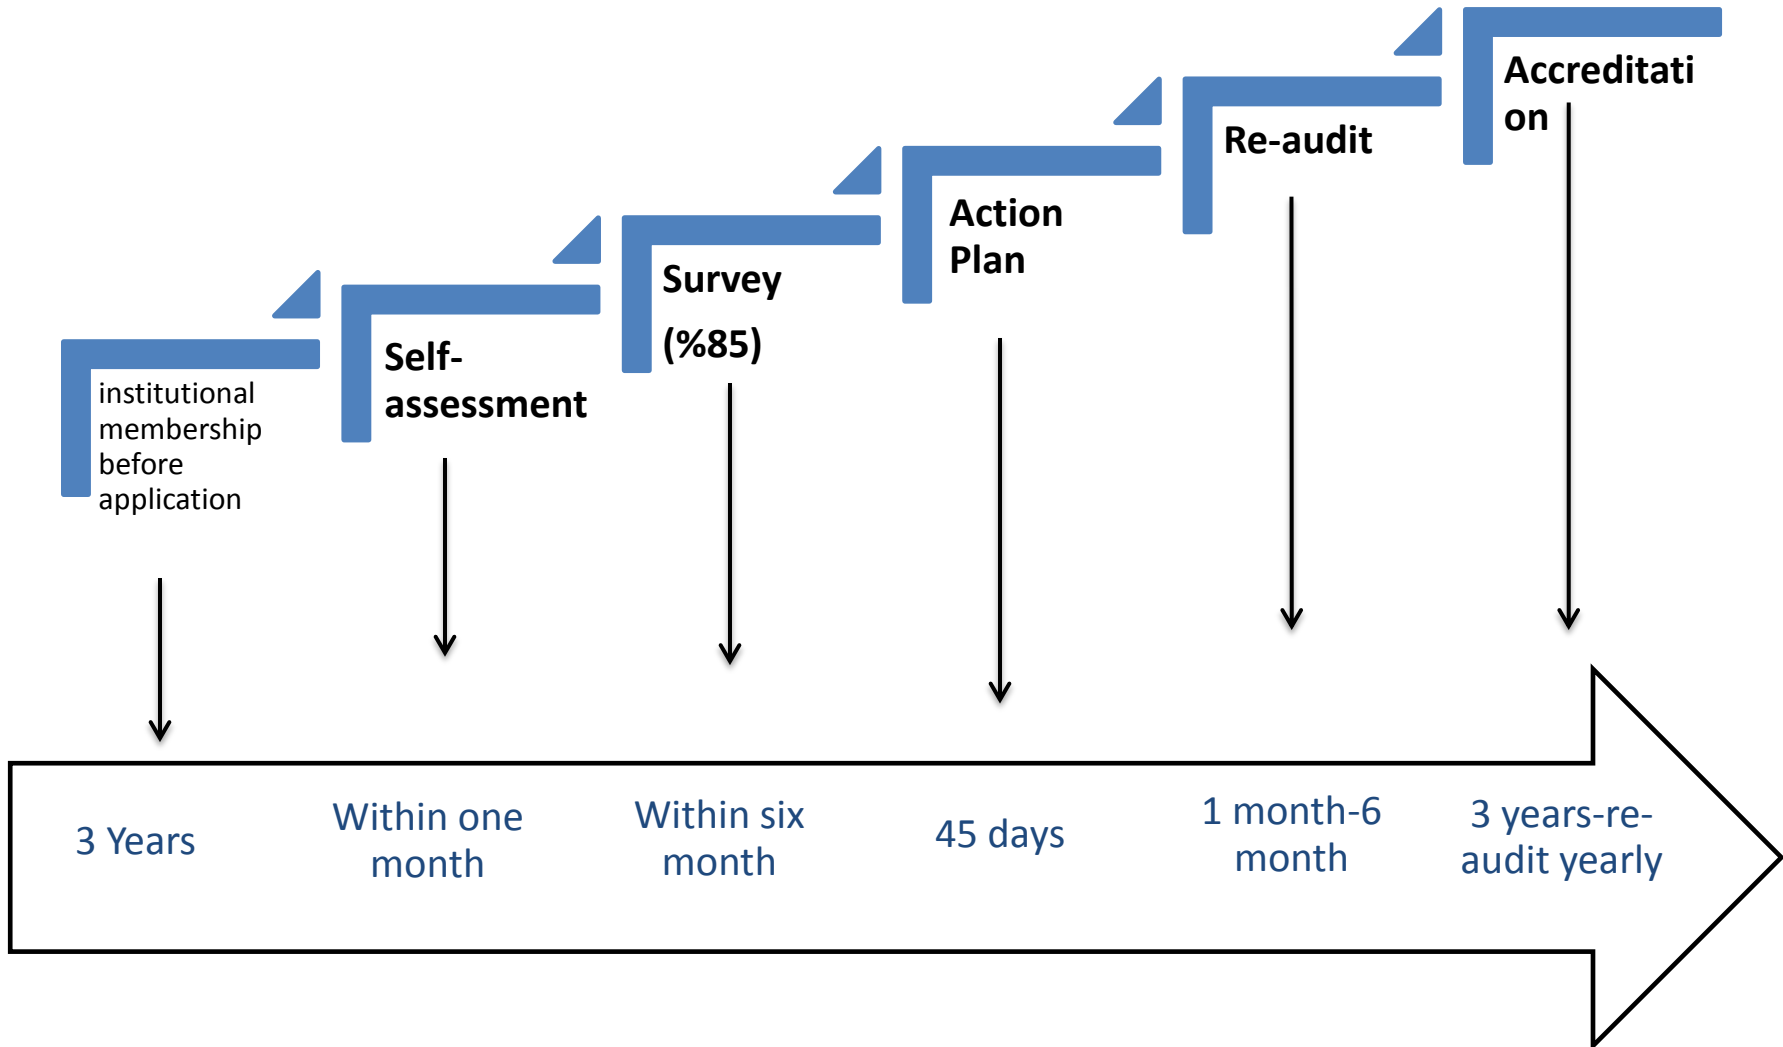 institutional
membership
before
application
Self-
assessment
Survey
(%85)
Action
Plan
Re-audit
Accreditati
on
3 Years
Within one
month
Within six
month
45 days
1 month-6
month
3 years-re-
audit yearly